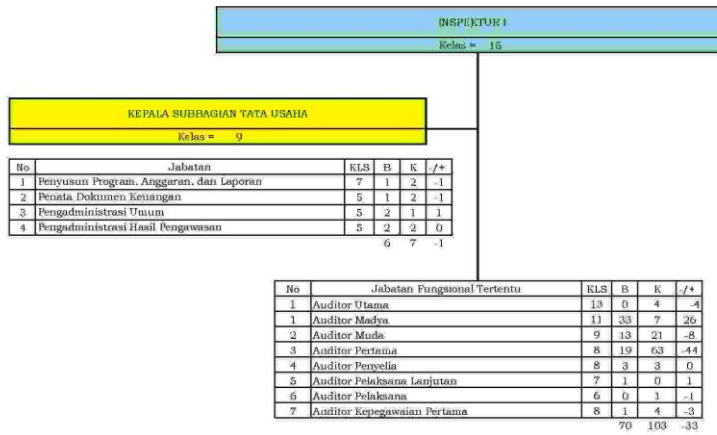 INSPEKTUR I
Kelas = 15
KEPALA SUBBAGIAN TATA USAHA
Kelas = 9
No Jabatan KLS B K -/+
1 Penyusun Program, Anggaran, dan Laporan 7 1 2 -1
2 Penata Dokumen Keuangan 5 1 2 -1
3 Pengadministrasi Umum 5 2 1 1
4 Pengadministrasi Hasil Pengawasan 5 2 2 0
6 7 -1
No Jabatan Fungsional Tertentu KLS B K -/+
1 Auditor Utama 13 0 4 -4
1 Auditor Madya 11 33 7 26
2 Auditor Muda 9 13 21 -8
3 Auditor Pertama 8 19 63 -44
4 Auditor Penyelia 8 3 3 0
5 Auditor Pelaksana Lanjutan 7 1 0 1
6 Auditor Pelaksana 6 0 1 -1
7 Auditor Kepegawaian Pertama 8 1 4 -3
70 103 -33